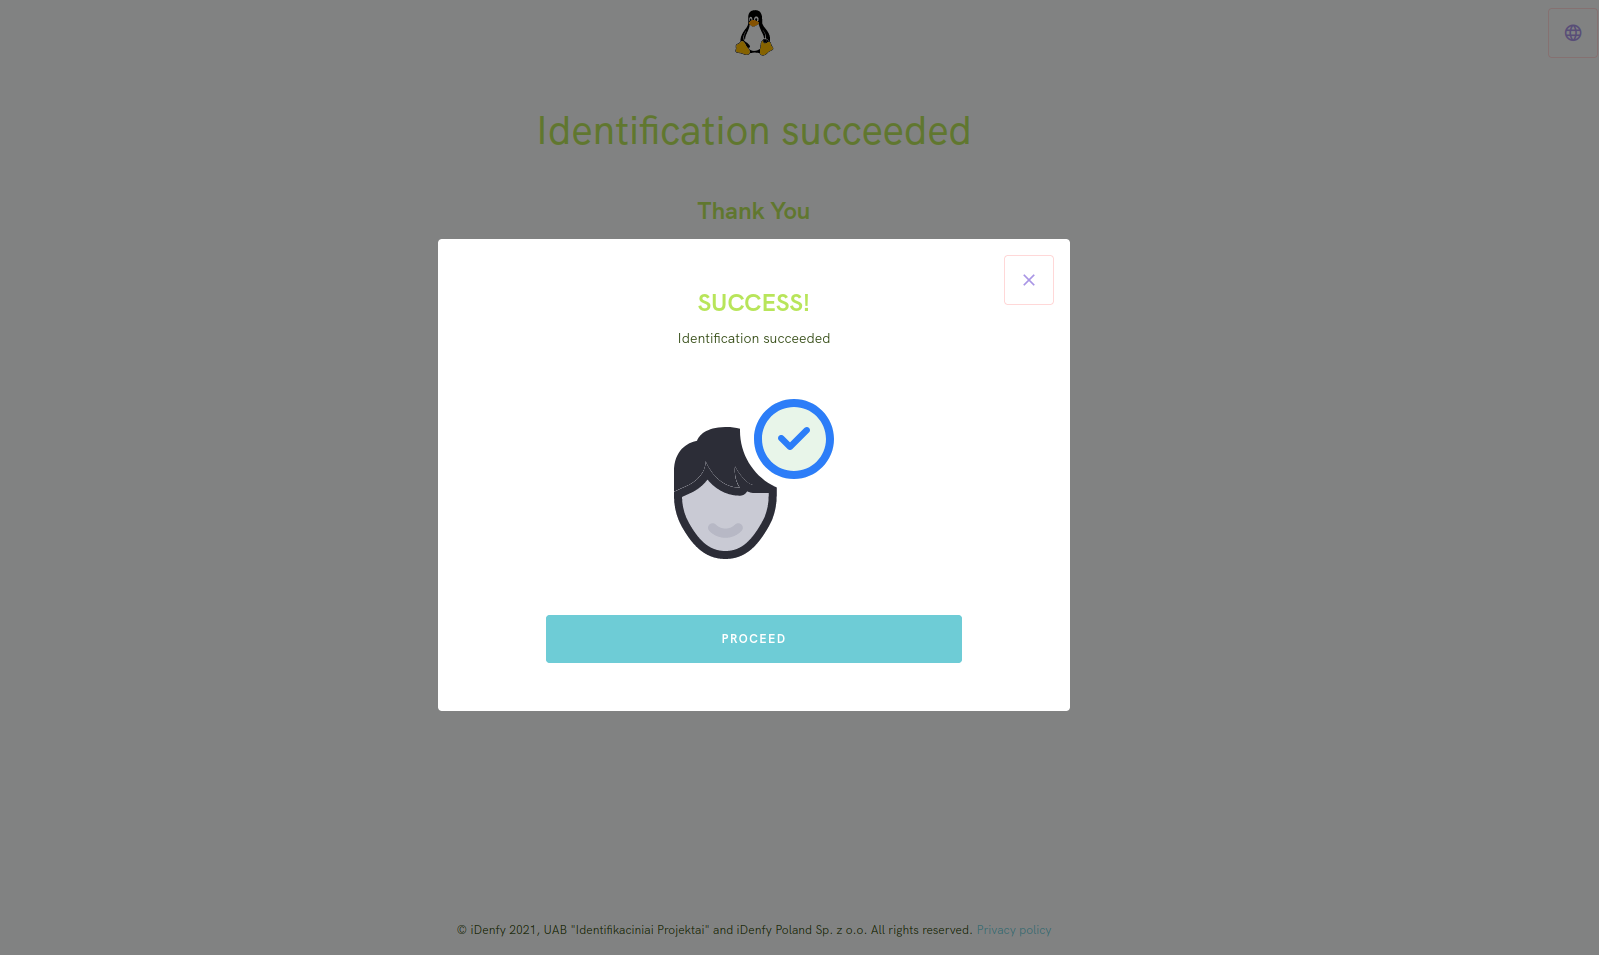 Identification succeeded
Thank You
SUCCESS!
Identification succeeded
PROCEED
© iDenfy 2021, UAB "Identifikaciniai Projektai" and iDenfy Poland Sp. z o.o. All rights reserved. Privacy policy